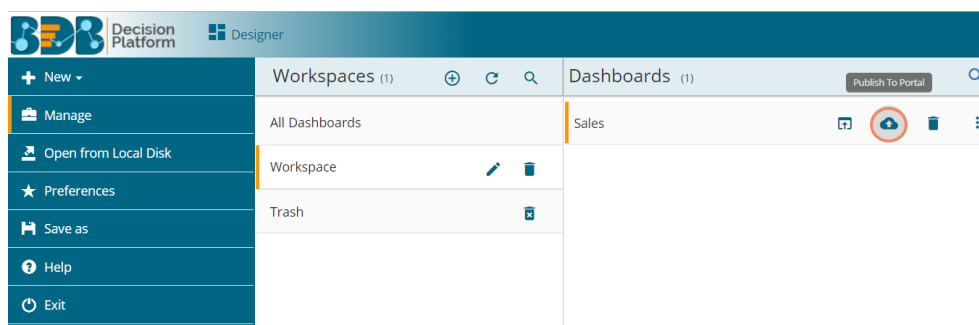 BDB Decision Platform
Designer
New
Manage
Open from Local Disk
Preferences
Save as
Help
Exit
Workspaces (1)
All Dashboards
Workspace
Trash
Dashboards (1)
Publish To Portal
Sales